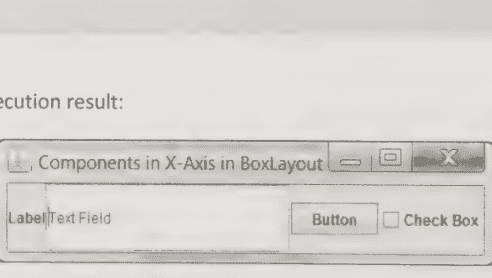 ecution result:
Components in X-Axis in BoxLayout
Label Text Field Button Check Box